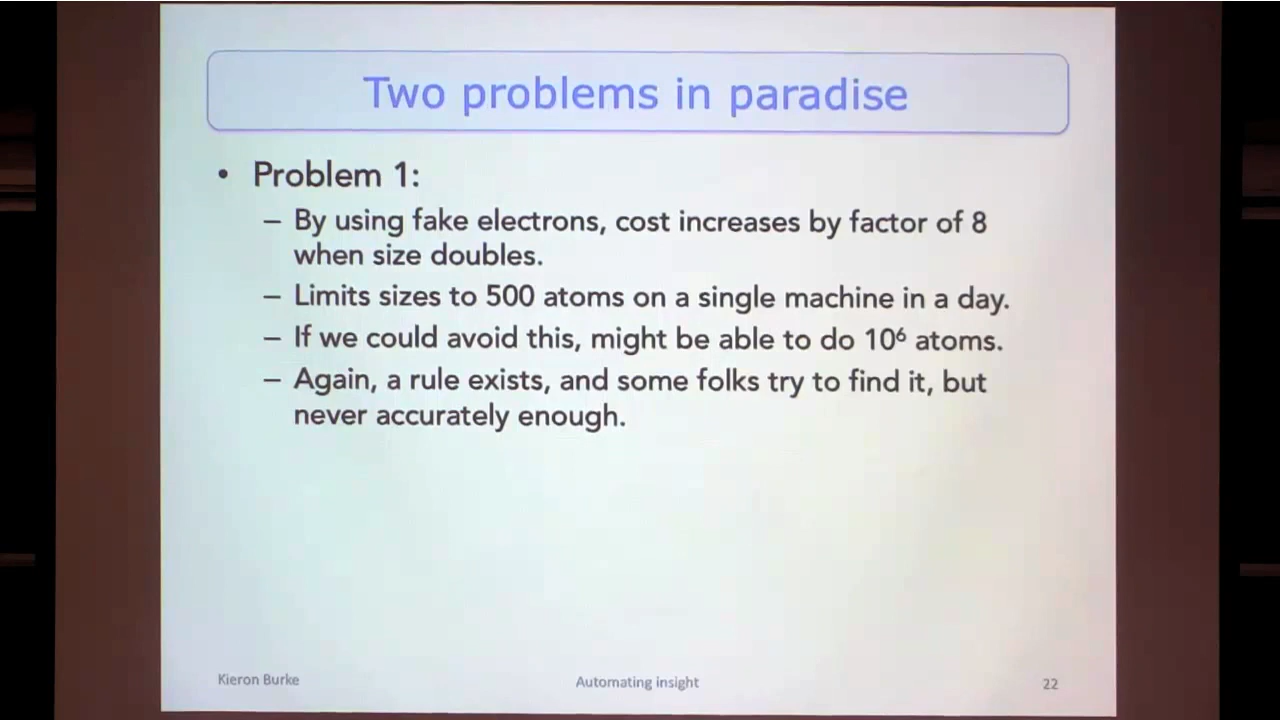 Two problems in paradise
• Problem 1:
– By using fake electrons, cost increases by factor of 8
when size doubles.
– Limits sizes to 500 atoms on a single machine in a day.
– If we could avoid this, might be able to do 10⁶ atoms.
– Again, a rule exists, and some folks try to find it, but
never accurately enough.
Kieron Burke
Automating insight
22